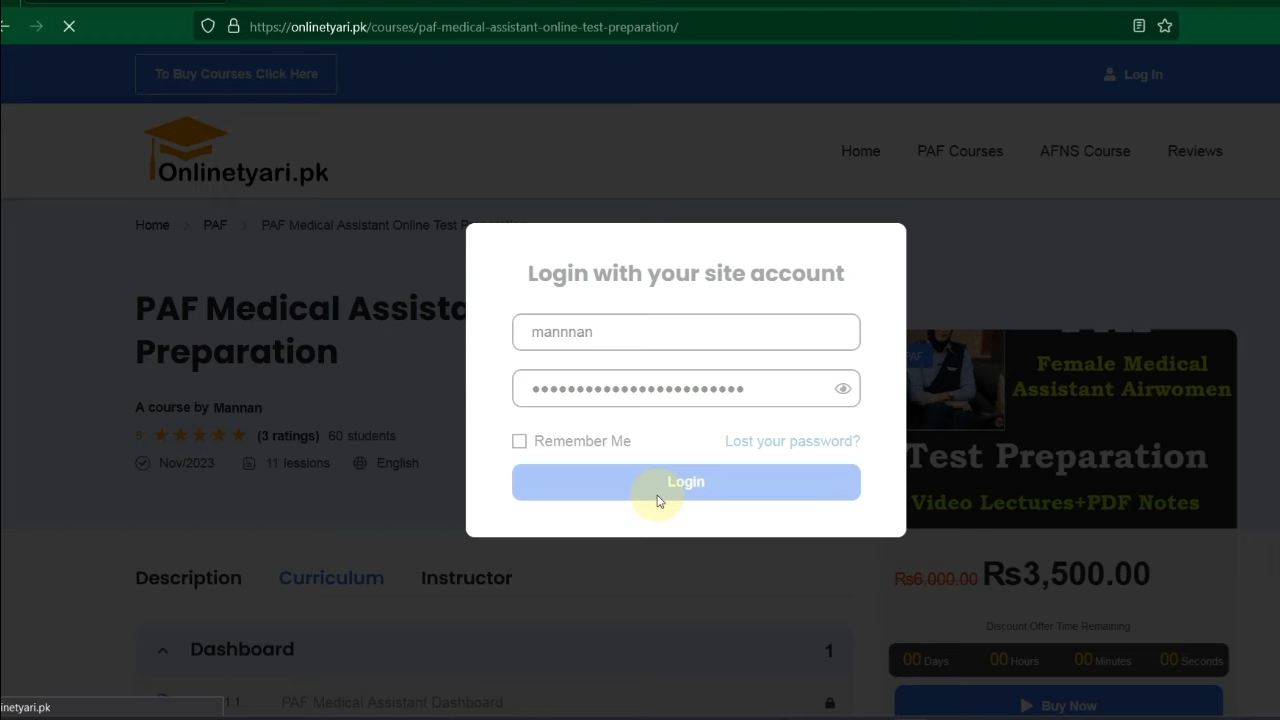 https://onlinetyari.pk/courses/paf-medical-assistant-online-test-preparation/
To Buy Courses Click Here
Log In
Onlinetyari.pk
Home
PAF Courses
AFNS Course
Reviews
Home
PAF
PAF Medical Assistant Online Test
Login with your site account
mannnan
Remember Me
Lost your password?
Login
PAF Medical Assista
Preparation
A course by Mannan
(3 ratings) 60 students
Nov/2023
11 lessions
English
PAF
Female Medical
Assistant Airwomen
Test Preparation
Video Lectures+PDF Notes
Description
Curriculum
Instructor
Rs6,000.00 Rs3,500.00
Discount Offer Time Remaining
00 Days
00 Hours
00 Minutes
00 Seconds
Dashboard
1
PAF Medical Assistant Dashboard
Buy Now
inetyari.pk